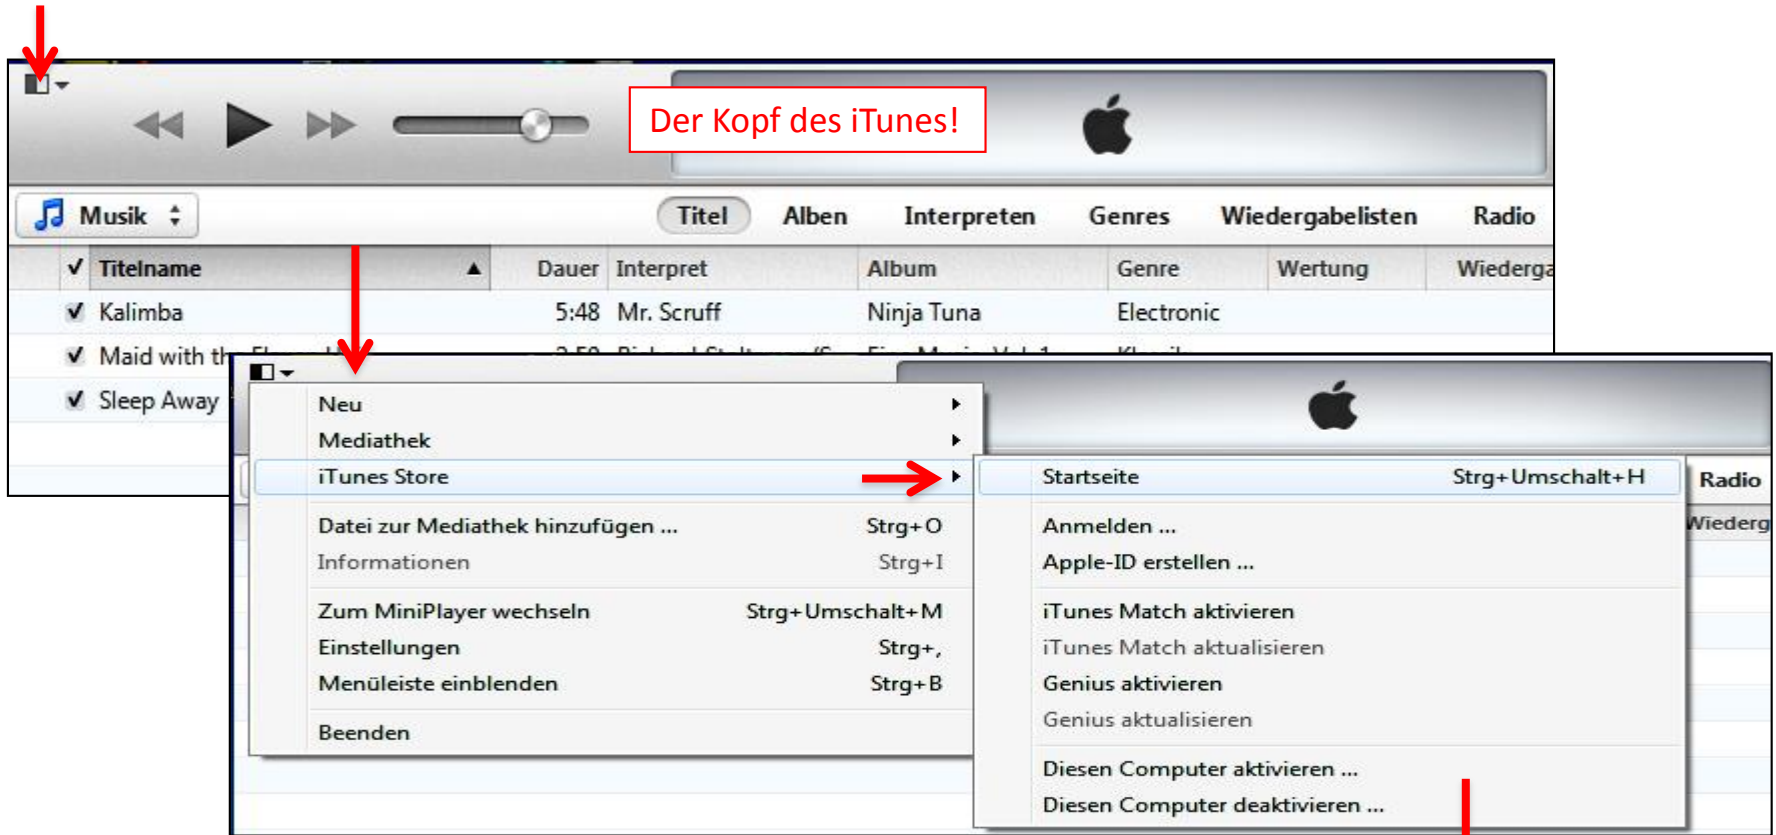 Der Kopf des iTunes!
Musik
Titel Alben Interpreten Genres Wiedergabelisten Radio
Titelname Dauer Interpret Album Genre Wertung
Kalimba 5:48 Mr. Scruff Ninja Tuna Electronic
Maid with
Sleep Away
Neu
Mediathek
iTunes Store
Datei zur Mediathek hinzufügen ... Strg+O
Informationen Strg+I
Zum MiniPlayer wechseln Strg+Umschalt+M
Einstellungen Strg+,
Menüleiste einblenden Strg+B
Beenden
Startseite Strg+Umschalt+H
Radio
Anmelden ...
Apple-ID erstellen ...
iTunes Match aktivieren
iTunes Match aktualisieren
Genius aktivieren
Genius aktualisieren
Diesen Computer aktivieren ...
Diesen Computer deaktivieren ...